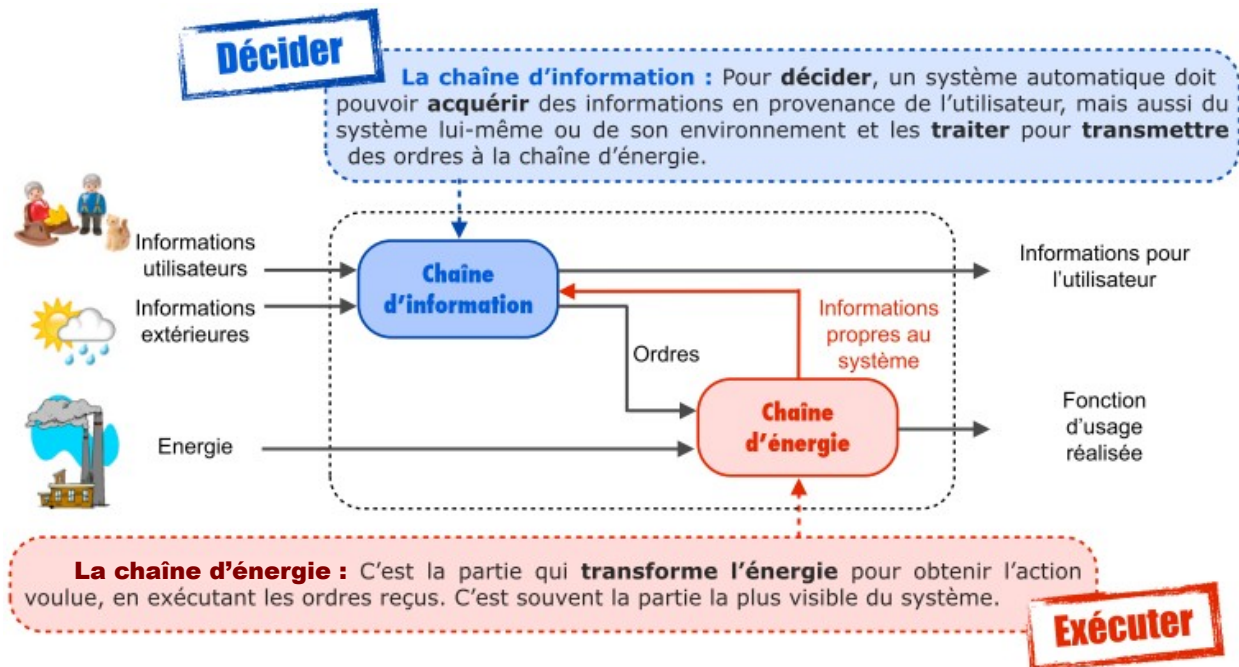 Décider
La chaîne d'information : Pour décider, un système automatique doit
pouvoir acquérir des informations en provenance de l'utilisateur, mais aussi du
système lui-même ou de son environnement et les traiter pour transmettre
des ordres à la chaîne d'énergie.
Informations
utilisateurs
Informations
extérieures
Energie
Chaîne
d'information
Ordres
Informations
propres au
système
Chaîne
d'énergie
Informations pour
l'utilisateur
Fonction
d'usage
réalisée
La chaîne d'énergie : C'est la partie qui transforme l'énergie pour obtenir l'action
voulue, en exécutant les ordres reçus. C'est souvent la partie la plus visible du système.
Exécuter